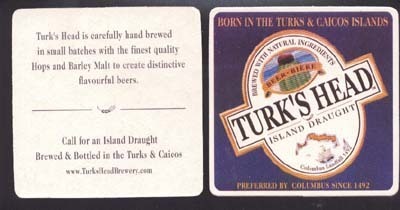 Turk's Head is carefully hand brewed
in small batches with the finest quality
Hops and Barley Malt to create distinctive
flavourful beers.
Call for an Island Draught
Brewed & Bottled in the Turks & Caicos
www.TurksHeadBrewery.com
BORN IN THE TURKS & CAICOS ISLANDS
BREWED WITH NATURAL INGREDIENTS
BEER • BIERE
TURK'S HEAD
ISLAND DRAUGHT
Columbus Landfall 1492
PREFERRED BY COLUMBUS SINCE 1492